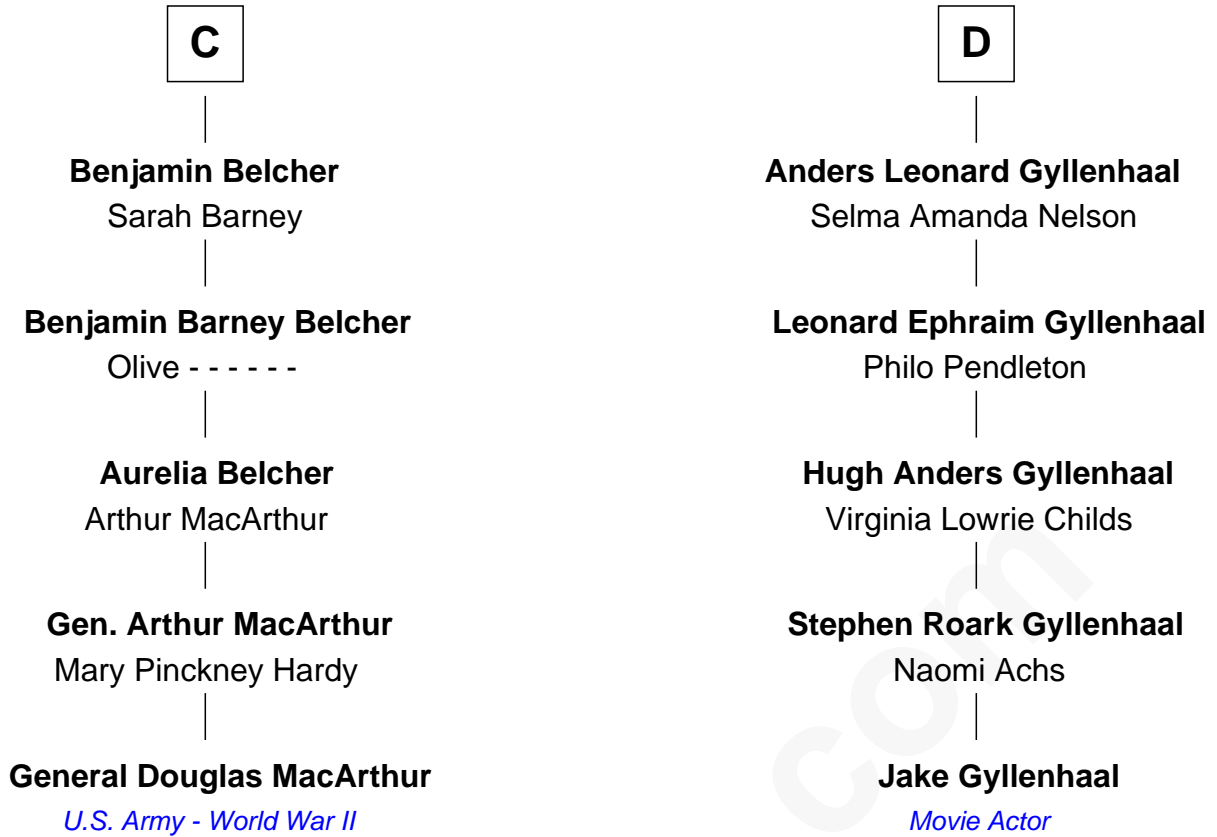 C
Benjamin Belcher
Sarah Barney
Benjamin Barney Belcher
Olive - - - - - -
Aurelia Belcher
Arthur MacArthur
Gen. Arthur MacArthur
Mary Pinckney Hardy
General Douglas MacArthur
U.S. Army - World War II
D
Anders Leonard Gyllenhaal
Selma Amanda Nelson
Leonard Ephraim Gyllenhaal
Philo Pendleton
Hugh Anders Gyllenhaal
Virginia Lowrie Childs
Stephen Roark Gyllenhaal
Naomi Achs
Jake Gyllenhaal
Movie Actor
com